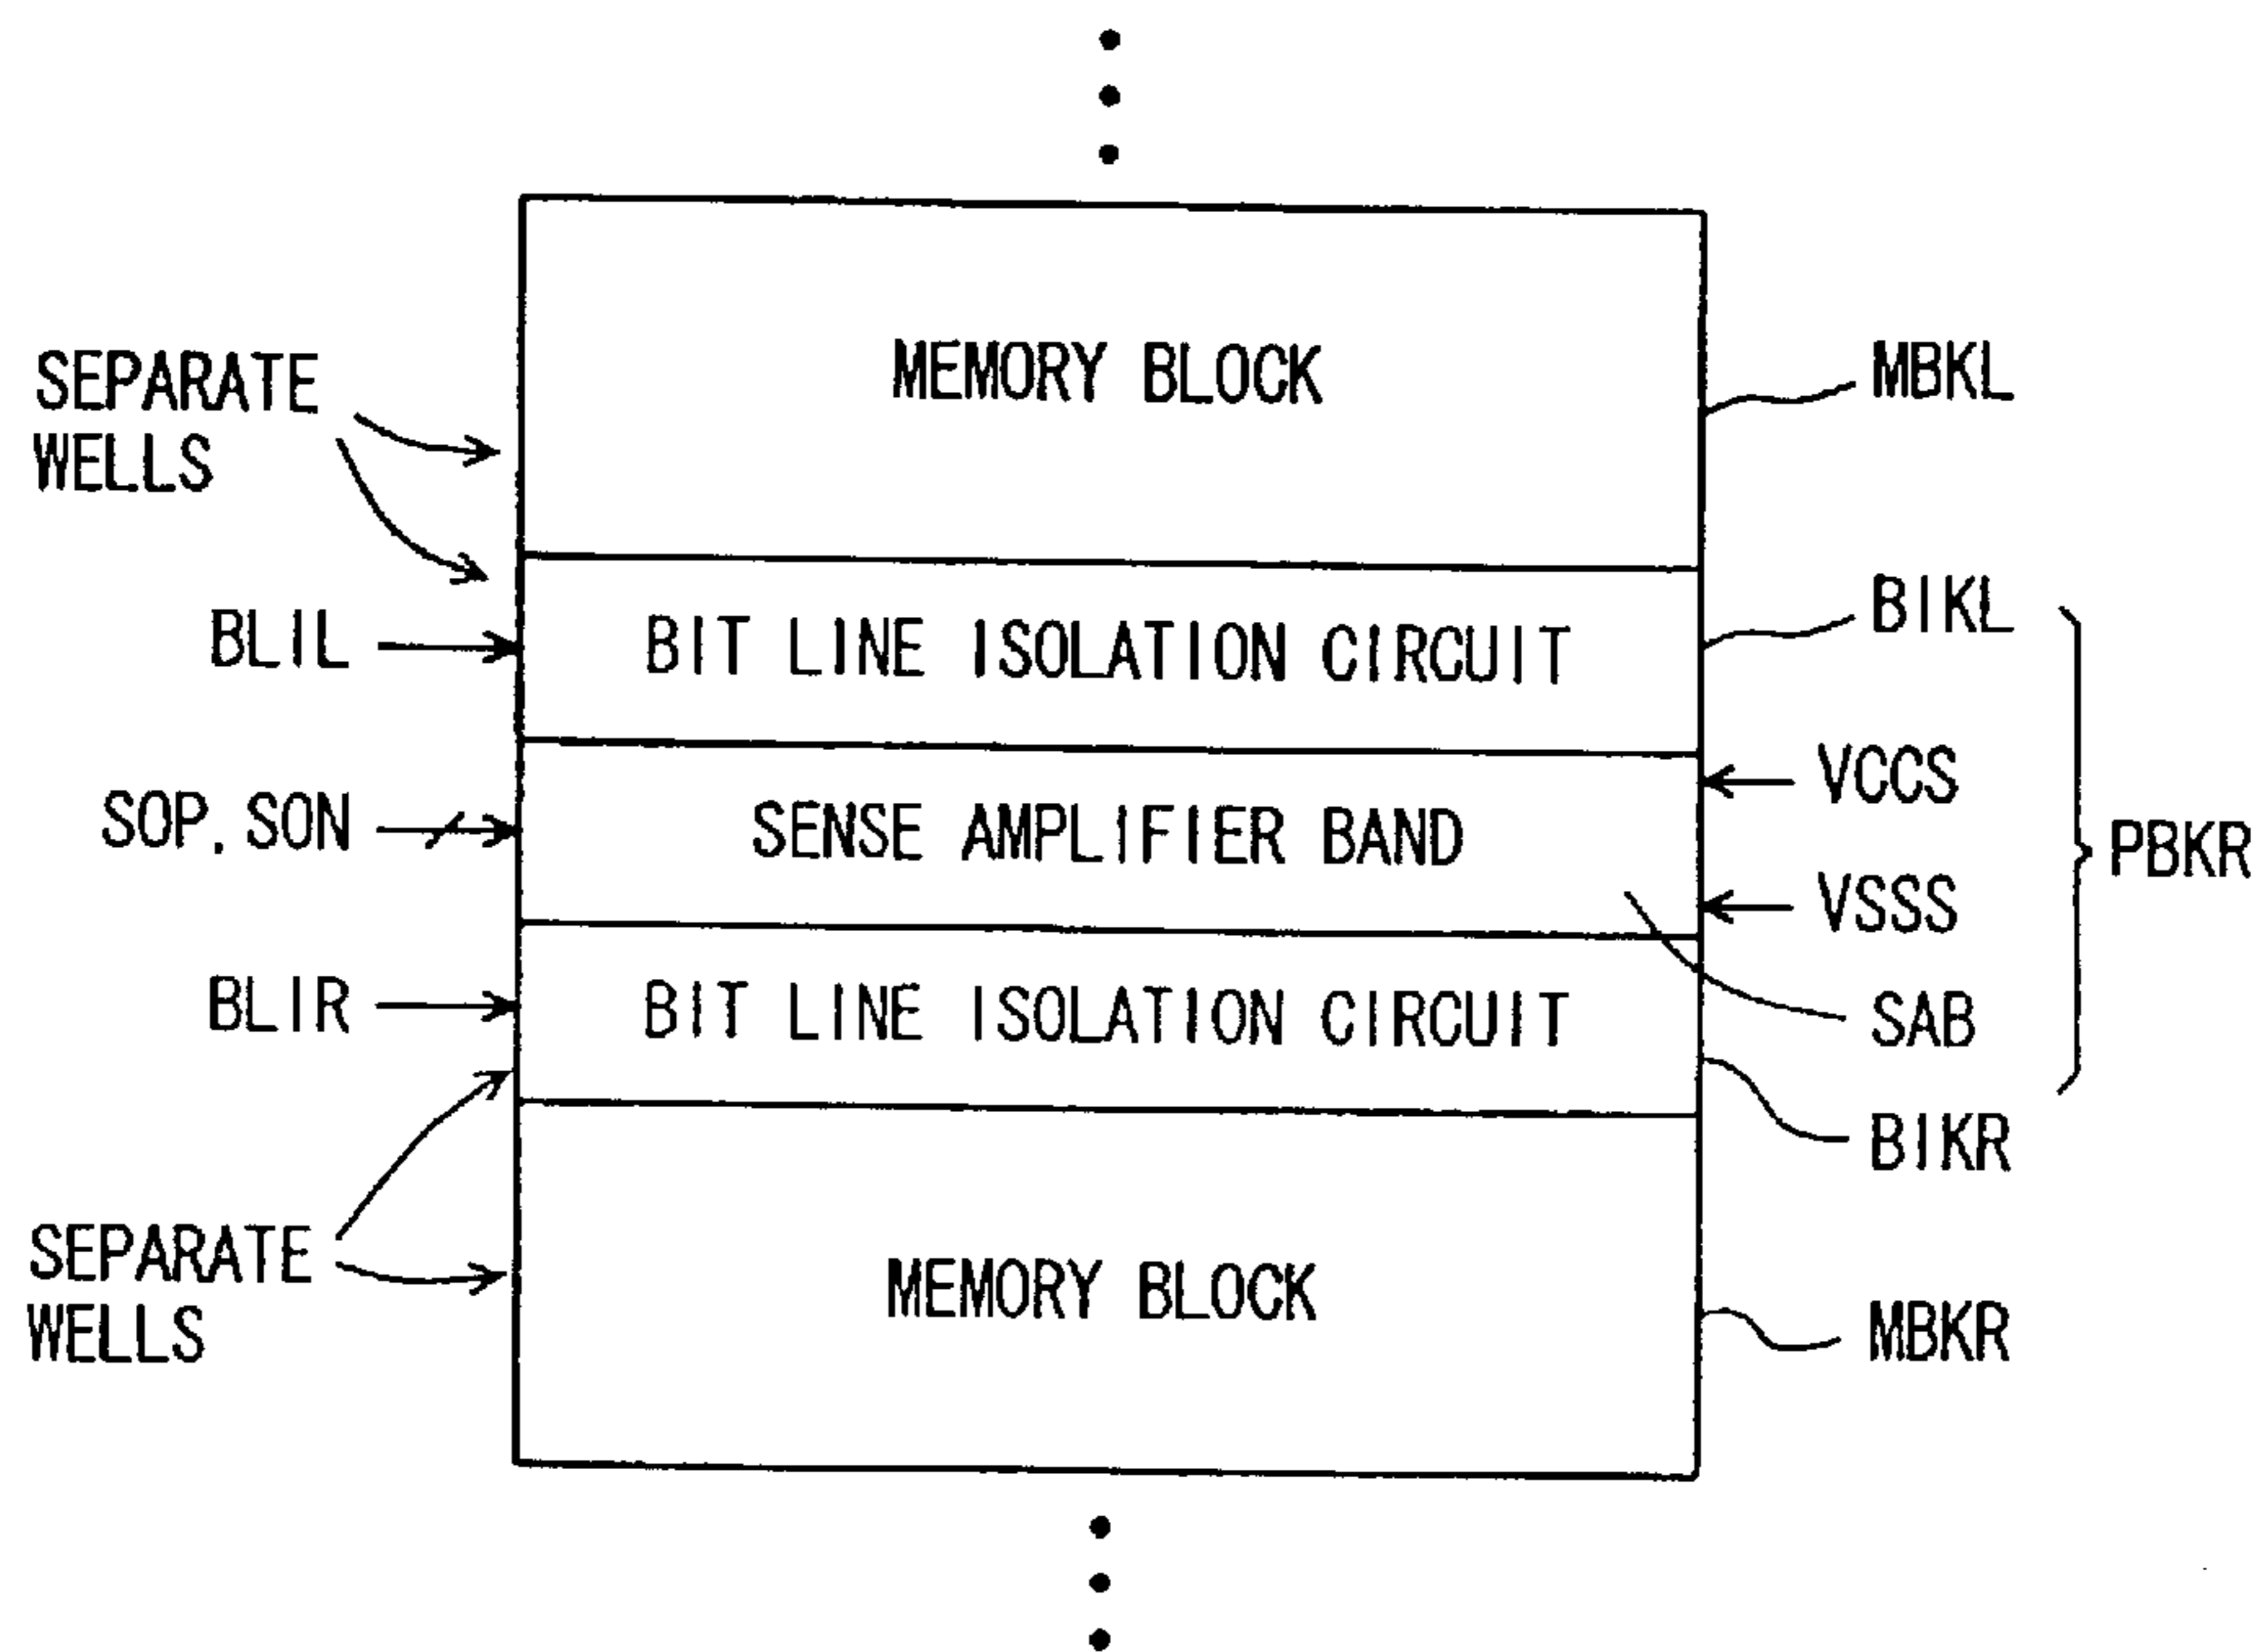 MEMORY BLOCK
MBKL
SEPARATE
WELLS
BIKL
BLIL
BIT LINE ISOLATION CIRCUIT
VCCS
SOP, SON
SENSE AMPLIFIER BAND
PBKR
VSSS
BLIR
BIT LINE ISOLATION CIRCUIT
SAB
BIKR
SEPARATE
WELLS
MEMORY BLOCK
MBKR